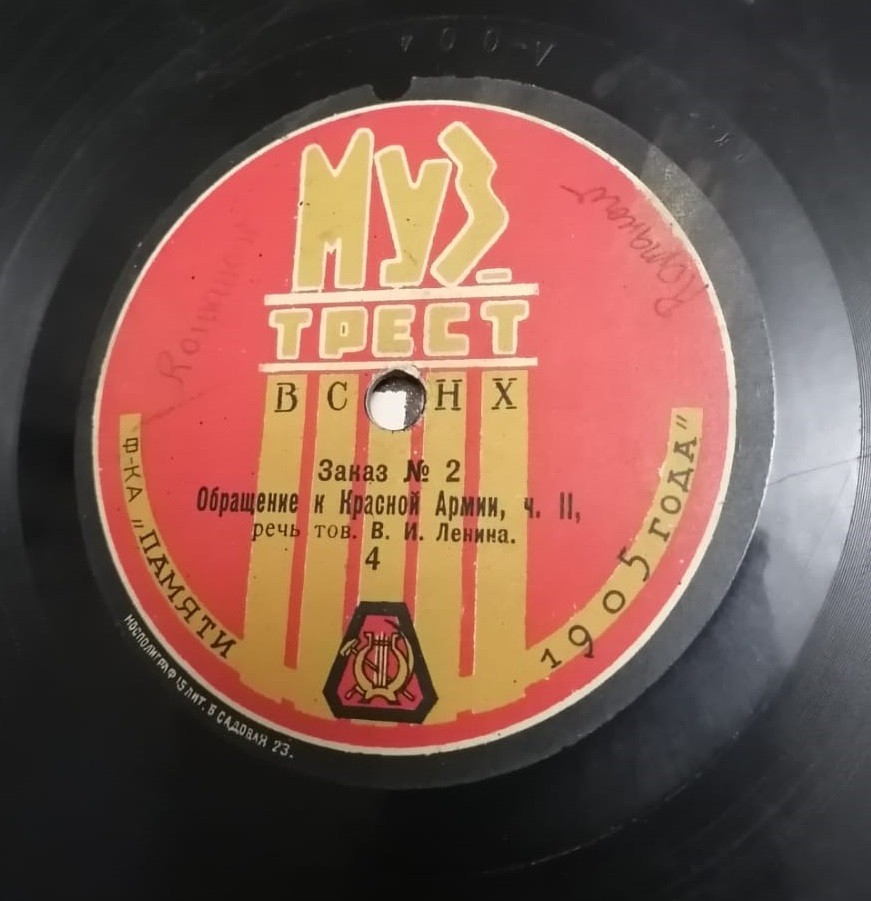 Л-004
МУЗ
ТРЕСТ
ВСНХ
Заказ № 2
Обращение к Красной Армии, ч. II,
речь тов. В. И. Ленина.
4
Ф-КА „ПАМЯТИ
1905 ГОДА”
МОСПОЛИГРАФ 15 ЛИТ. Б САДОВАЯ 23.